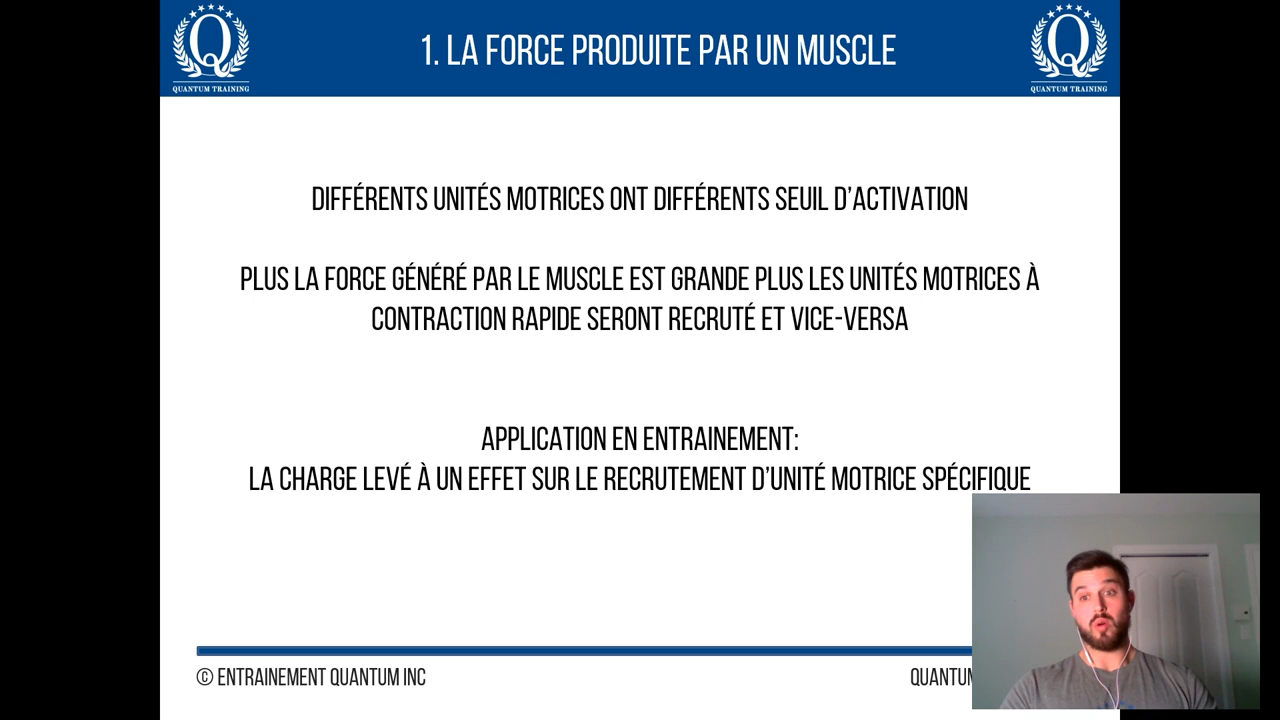 QUANTUM TRAINING
1. LA FORCE PRODUITE PAR UN MUSCLE
QUANTUM TRAINING
DIFFÉRENTS UNITÉS MOTRICES ONT DIFFÉRENTS SEUIL D'ACTIVATION
PLUS LA FORCE GÉNÉRÉ PAR LE MUSCLE EST GRANDE PLUS LES UNITÉS MOTRICES À
CONTRACTION RAPIDE SERONT RECRUTÉ ET VICE-VERSA
APPLICATION EN ENTRAINEMENT:
LA CHARGE LEVÉ À UN EFFET SUR LE RECRUTEMENT D'UNITÉ MOTRICE SPÉCIFIQUE
© ENTRAINEMENT QUANTUM INC